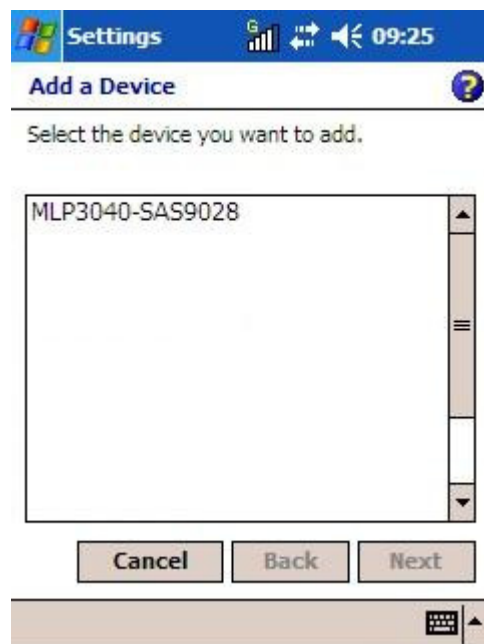 Settings G 09:25
Add a Device ?
Select the device you want to add.
MLP3040-SAS9028
Cancel Back Next